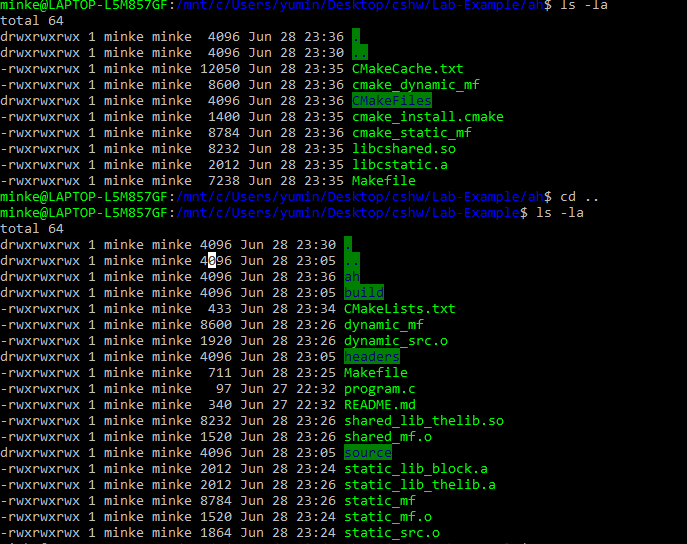 minke@LAPTOP-L5M857GF:/mnt/c/Users/yumin/Desktop/cshw/Lab-Example/ah$ ls -la
total 64
drwxrwxrwx 1 minke minke  4096 Jun 28 23:36 .
drwxrwxrwx 1 minke minke  4096 Jun 28 23:30 ..
-rwxrwxrwx 1 minke minke 12050 Jun 28 23:35 CMakeCache.txt
-rwxrwxrwx 1 minke minke  8600 Jun 28 23:36 cmake_dynamic_mf
drwxrwxrwx 1 minke minke  4096 Jun 28 23:36 CMakeFiles
-rwxrwxrwx 1 minke minke  1400 Jun 28 23:35 cmake_install.cmake
-rwxrwxrwx 1 minke minke  8784 Jun 28 23:36 cmake_static_mf
-rwxrwxrwx 1 minke minke  8232 Jun 28 23:35 libcshared.so
-rwxrwxrwx 1 minke minke  2012 Jun 28 23:35 libcstatic.a
-rwxrwxrwx 1 minke minke  7238 Jun 28 23:35 Makefile
minke@LAPTOP-L5M857GF:/mnt/c/Users/yumin/Desktop/cshw/Lab-Example/ah$ cd ..
minke@LAPTOP-L5M857GF:/mnt/c/Users/yumin/Desktop/cshw/Lab-Example$ ls -la
total 64
drwxrwxrwx 1 minke minke 4096 Jun 28 23:30 .
drwxrwxrwx 1 minke minke 4096 Jun 28 23:05 ..
drwxrwxrwx 1 minke minke 4096 Jun 28 23:36 ah
drwxrwxrwx 1 minke minke 4096 Jun 28 23:05 build
-rwxrwxrwx 1 minke minke  433 Jun 28 23:34 CMakeLists.txt
-rwxrwxrwx 1 minke minke 8600 Jun 28 23:26 dynamic_mf
-rwxrwxrwx 1 minke minke 1920 Jun 28 23:26 dynamic_src.o
drwxrwxrwx 1 minke minke 4096 Jun 28 23:05 headers
-rwxrwxrwx 1 minke minke  711 Jun 28 23:25 Makefile
-rwxrwxrwx 1 minke minke   97 Jun 27 22:32 program.c
-rwxrwxrwx 1 minke minke  340 Jun 27 22:32 README.md
-rwxrwxrwx 1 minke minke 8232 Jun 28 23:26 shared_lib_thelib.so
-rwxrwxrwx 1 minke minke 1520 Jun 28 23:26 shared_mf.o
drwxrwxrwx 1 minke minke 4096 Jun 28 23:05 source
-rwxrwxrwx 1 minke minke 2012 Jun 28 23:24 static_lib_block.a
-rwxrwxrwx 1 minke minke 2012 Jun 28 23:26 static_lib_thelib.a
-rwxrwxrwx 1 minke minke 8784 Jun 28 23:26 static_mf
-rwxrwxrwx 1 minke minke 1520 Jun 28 23:24 static_mf.o
-rwxrwxrwx 1 minke minke 1864 Jun 28 23:24 static_src.o